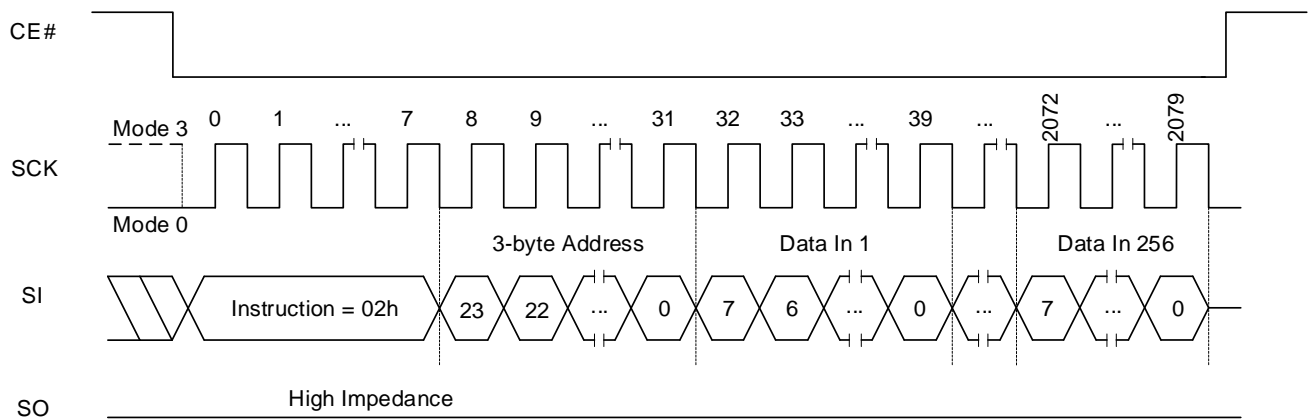 CE#
0 1 ... 7 8 9 ... 31 32 33 ... 39 ... 2072 ... 2079
Mode 3
SCK
Mode 0
3-byte Address Data In 1 Data In 256
SI Instruction = 02h 23 22 ... 0 7 6 ... 0 ... 7 ... 0
High Impedance
SO